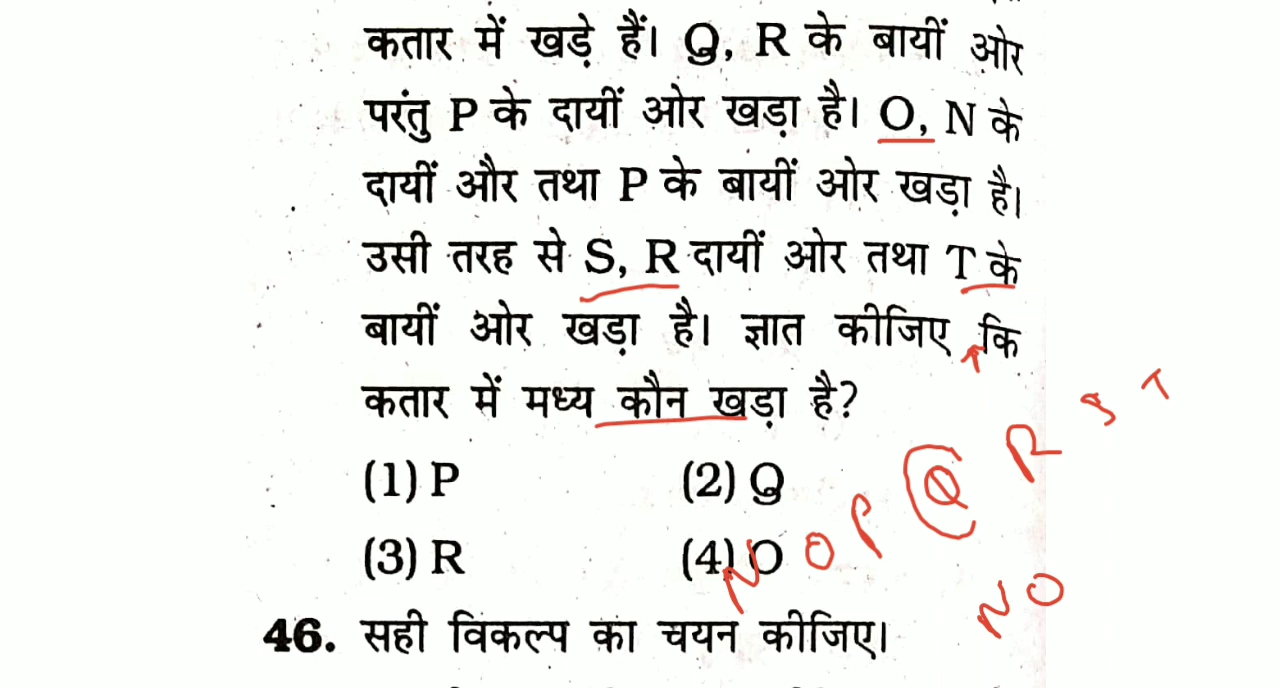 कतार में खड़े हैं। Q, R के बायीं ओर
परंतु P के दायीं ओर खड़ा है। O, N के
दायीं और तथा P के बायीं ओर खड़ा है।
उसी तरह से S, R दायीं ओर तथा T के
बायीं ओर खड़ा है। ज्ञात कीजिए कि
कतार में मध्य कौन खड़ा है?
(1) P (2) Q
(3) R (4) O
N O P Q R S T
N O
46. सही विकल्प का चयन कीजिए।